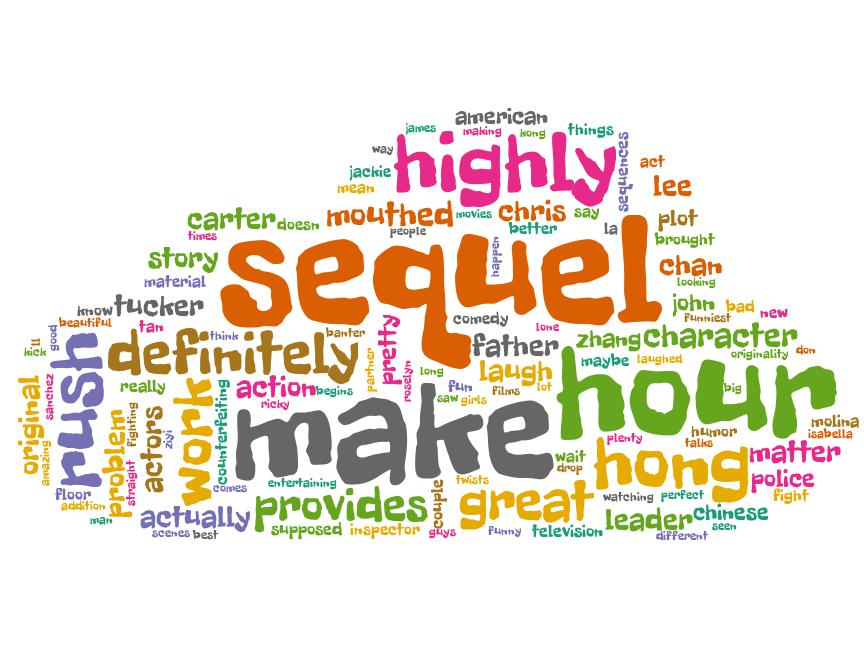 american
james
making
kong
things
way
highly
sequences
act
jackie
mean
lee
carter
doesn
mouthed
movies
chris
say
plot
times
people
better
la
brought
story
sequel
happen
chan
material
looking
know
tucker
comedy
john
bad
new
beautiful
tan
lone
funniest
'll
kick
good
rush
definitely
think
banter
partner
pretty
father
zhang
character
originality
don
maybe
laughed
long
laugh
original
sanchez
really
work
counterfeiting
action
begins
ricky
roselyn
fun
films
lot
saw
girls
hour
big
make
amazing
problem
fighting
straight
actors
ziyi
plenty
humor
talks
molina
isabella
wait
drop
hong
matter
police
fight
floor
addition
man
comes
entertaining
twists
couple
great
watching
perfect
actually
provides
leader
chinese
seen
scenes
best
supposed
inspector
guys
funny
television
different